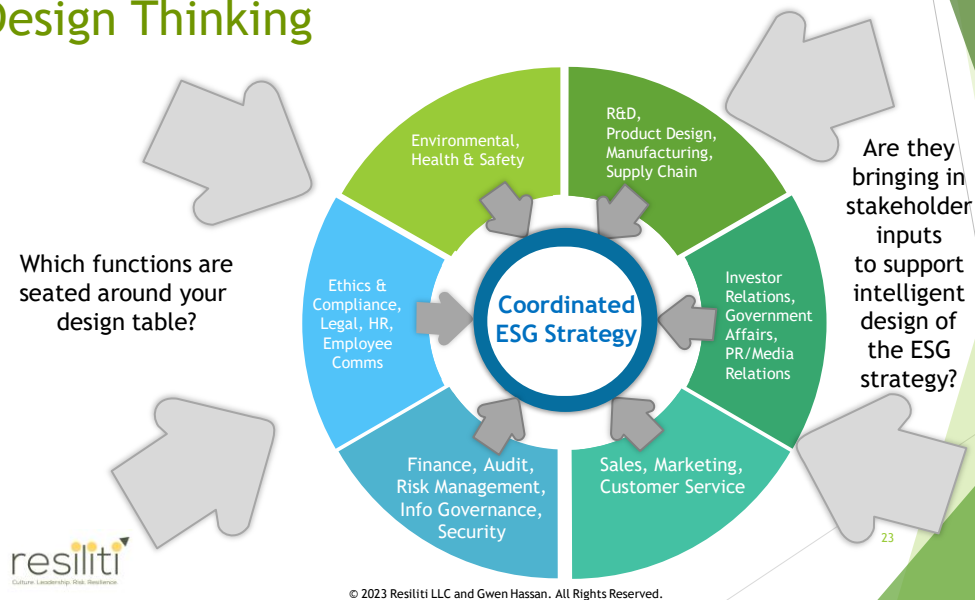 Design Thinking
Environmental,
Health & Safety
R&D,
Product Design,
Manufacturing,
Supply Chain
Are they
bringing in
stakeholder
inputs
to support
intelligent
design of
the ESG
strategy?
Which functions are
seated around your
design table?
Ethics &
Compliance,
Legal, HR,
Employee
Comms
Coordinated
ESG Strategy
Investor
Relations,
Government
Affairs,
PR/Media
Relations
Finance, Audit,
Risk Management,
Info Governance,
Security
Sales, Marketing,
Customer Service
23
resiliti
Culture. Leadership. Risk. Resilience.
© 2023 Resiliti LLC and Gwen Hassan. All Rights Reserved.